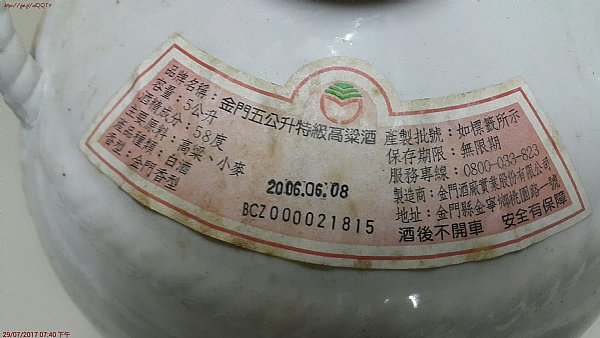 品牌名稱：金門五公升特級高粱酒
容量：5公升
酒精成分：58度
主要原料：高粱、小麥
產品種類：白酒
香型：金門香型
2006.06.08
BCZ000021815
產製批號：如標籤所示
保存期限：無限期
服務專線：0800-033-823
製造商：金門酒廠實業股份有限公司
地址：金門縣金寧鄉桃園路一號
酒後不開車　安全有保障
29/07/2017 07:40 下午